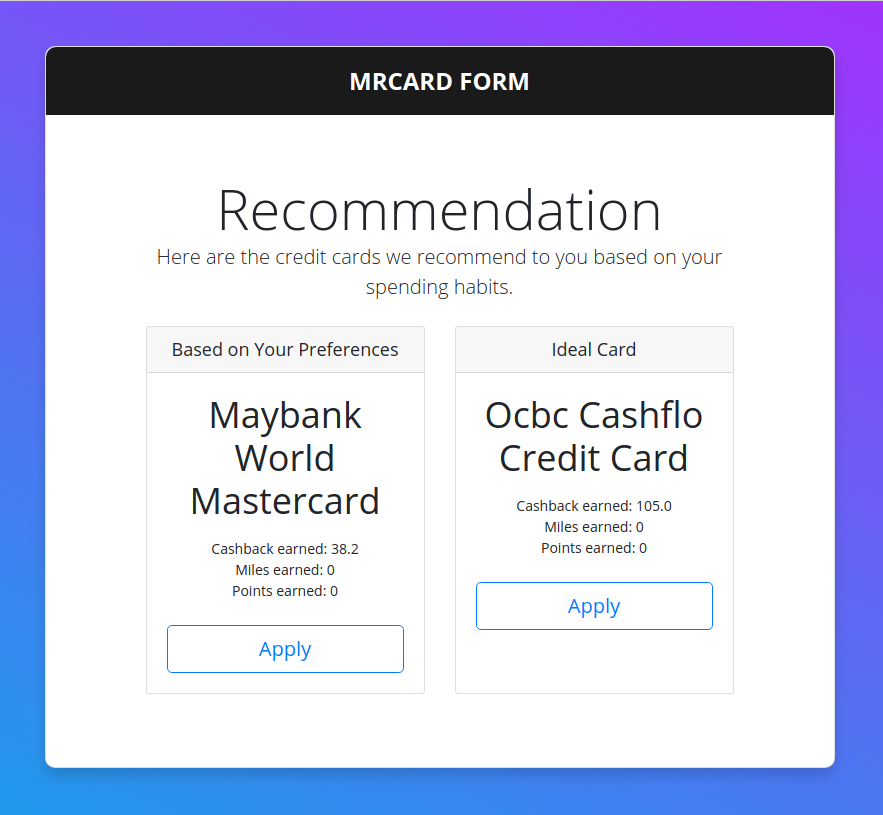 MRCARD FORM
Recommendation
Here are the credit cards we recommend to you based on your
spending habits.
Based on Your Preferences
Maybank
World
Mastercard
Cashback earned: 38.2
Miles earned: 0
Points earned: 0
Apply
Ideal Card
Ocbc Cashflo
Credit Card
Cashback earned: 105.0
Miles earned: 0
Points earned: 0
Apply